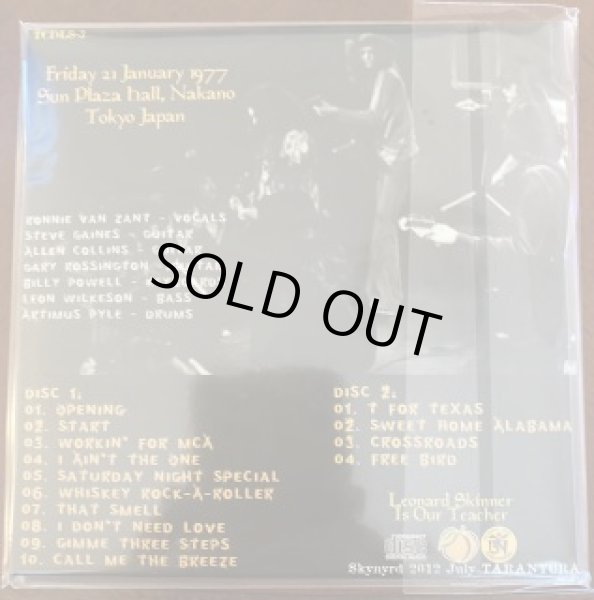 TCDLS-2
Friday 21 January 1977
Sun Plaza Hall, Nakano
Tokyo Japan
RONNIE VAN ZANT - VOCALS
STEVE GAINES - GUITAR
ALLEN COLLINS - GUITAR
GARY ROSSINGTON - GUITAR
BILLY POWELL - KEYBOARDS
LEON WILKESON - BASS
ARTIMUS PYLE - DRUMS
SOLD OUT
DISC 1:
01. OPENING
02. START
03. WORKIN' FOR MCA
04. I AIN'T THE ONE
05. SATURDAY NIGHT SPECIAL
06. WHISKEY ROCK-A-ROLLER
07. THAT SMELL
08. I DON'T NEED LOVE
09. GIMME THREE STEPS
10. CALL ME THE BREEZE
DISC 2:
01. T FOR TEXAS
02. SWEET HOME ALABAMA
03. CROSSROADS
04. FREE BIRD
Leonard Skinner
Is Our Teacher
Skynyrd 2012 July TARANTURA